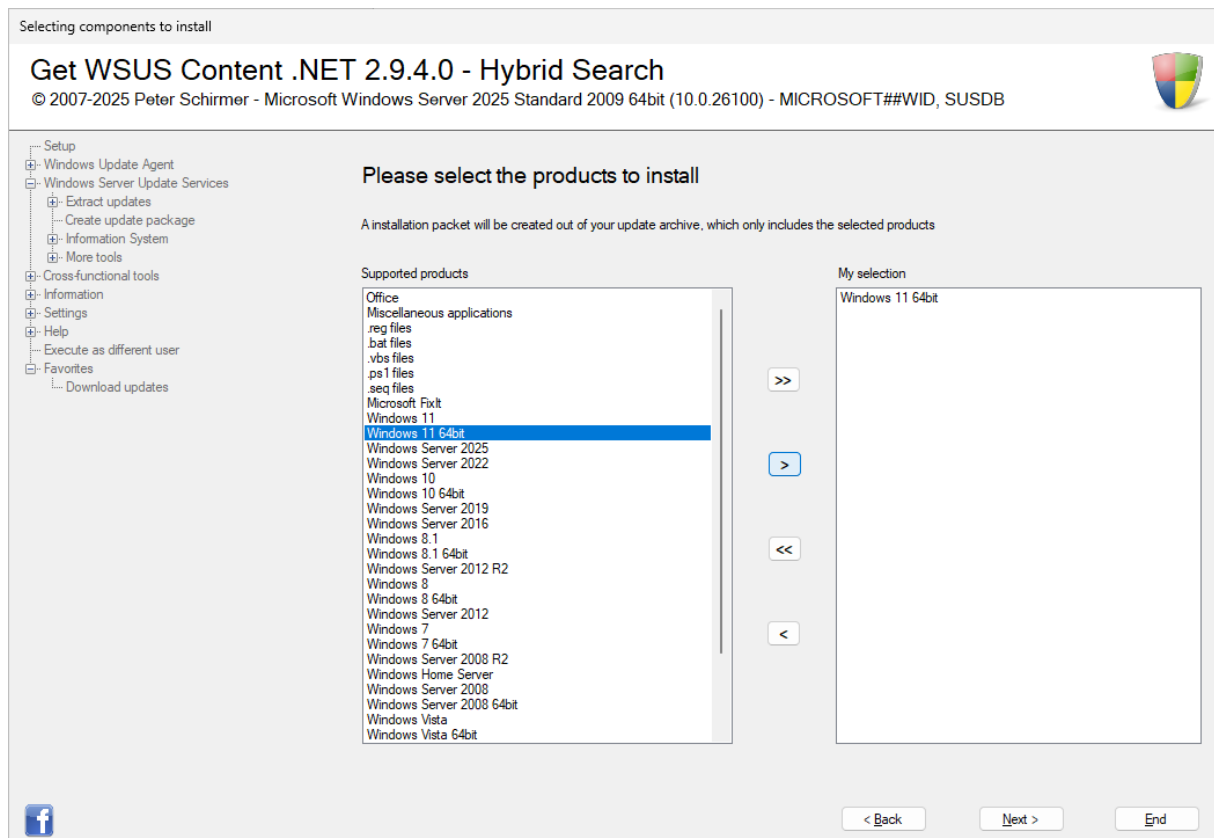 Selecting components to install
Get WSUS Content .NET 2.9.4.0 - Hybrid Search
© 2007-2025 Peter Schirmer - Microsoft Windows Server 2025 Standard 2009 64bit (10.0.26100) - MICROSOFT##WID, SUSDB
Setup
Windows Update Agent
Windows Server Update Services
Extract updates
Create update package
Information System
More tools
Cross-functional tools
Information
Settings
Help
Execute as different user
Favorites
Download updates
Please select the products to install
A installation packet will be created out of your update archive, which only includes the selected products
Supported products
Office
Miscellaneous applications
.reg files
.bat files
.vbs files
.ps1 files
.seq files
Microsoft FixIt
Windows 11
Windows 11 64bit
Windows Server 2025
Windows Server 2022
Windows 10
Windows 10 64bit
Windows Server 2019
Windows Server 2016
Windows 8.1
Windows 8.1 64bit
Windows Server 2012 R2
Windows 8
Windows 8 64bit
Windows Server 2012
Windows 7
Windows 7 64bit
Windows Server 2008 R2
Windows Home Server
Windows Server 2008
Windows Server 2008 64bit
Windows Vista
Windows Vista 64bit
>>
>
<<
<
My selection
Windows 11 64bit
f
< Back
Next >
End